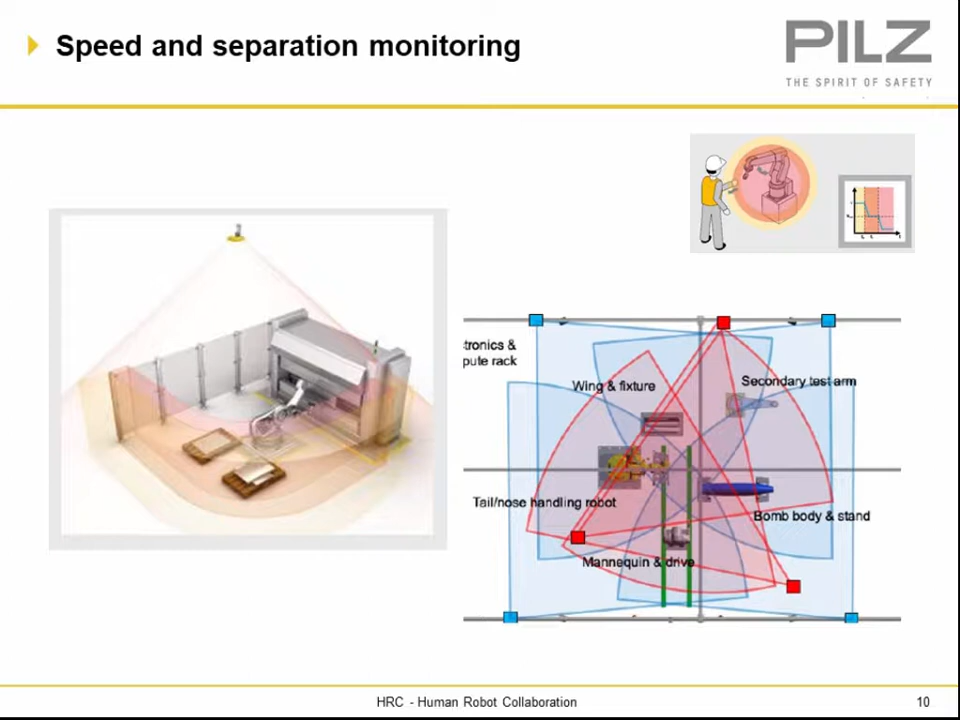 Speed and separation monitoring
PILZ
THE SPIRIT OF SAFETY
tronics &
pute rack
Wing & fixture
Secondary test arm
Tail/nose handling robot
Bomb body & stand
Mannequin & drive
HRC - Human Robot Collaboration
10